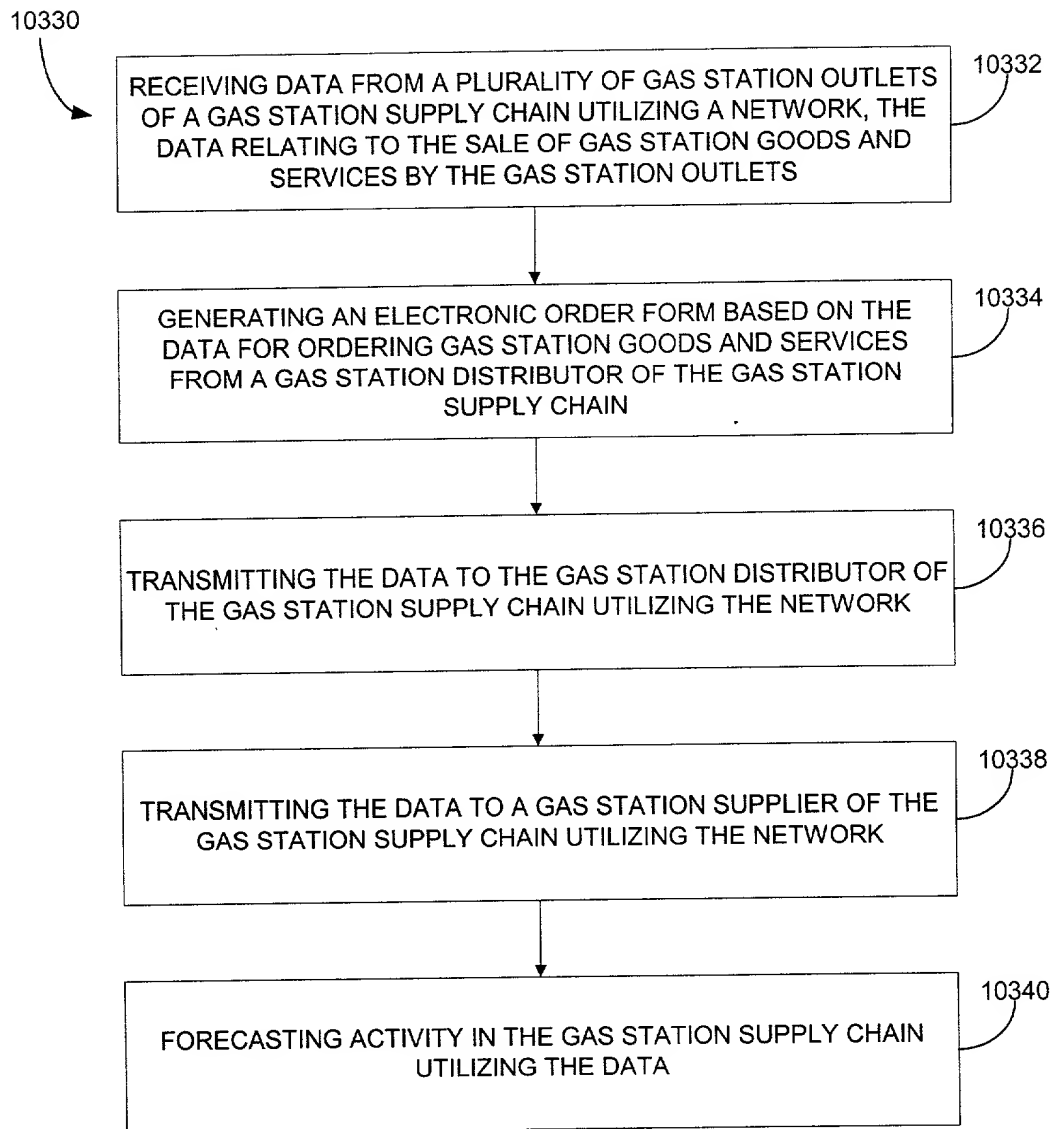 10330
10332
RECEIVING DATA FROM A PLURALITY OF GAS STATION OUTLETS
OF A GAS STATION SUPPLY CHAIN UTILIZING A NETWORK, THE
DATA RELATING TO THE SALE OF GAS STATION GOODS AND
SERVICES BY THE GAS STATION OUTLETS
10334
GENERATING AN ELECTRONIC ORDER FORM BASED ON THE
DATA FOR ORDERING GAS STATION GOODS AND SERVICES
FROM A GAS STATION DISTRIBUTOR OF THE GAS STATION
SUPPLY CHAIN
10336
TRANSMITTING THE DATA TO THE GAS STATION DISTRIBUTOR OF
THE GAS STATION SUPPLY CHAIN UTILIZING THE NETWORK
10338
TRANSMITTING THE DATA TO A GAS STATION SUPPLIER OF THE
GAS STATION SUPPLY CHAIN UTILIZING THE NETWORK
10340
FORECASTING ACTIVITY IN THE GAS STATION SUPPLY CHAIN
UTILIZING THE DATA